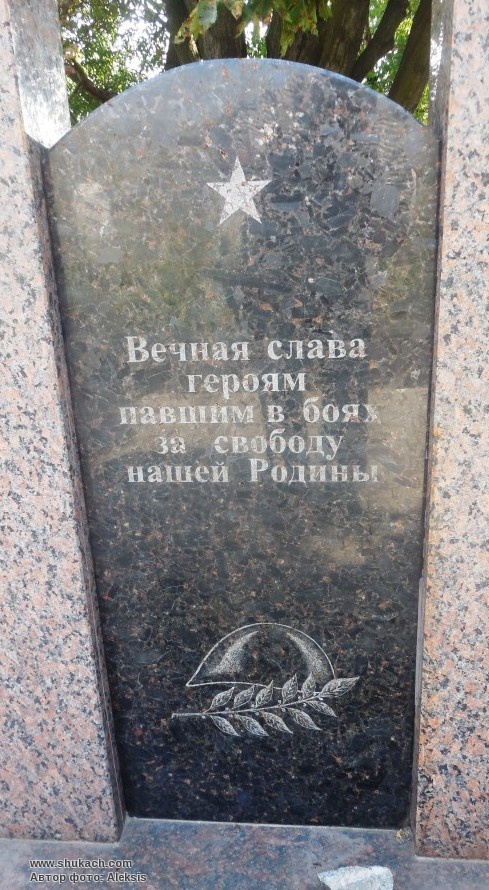 Вечная слава
героям
павшим в боях
за свободу
нашей Родины
www.shukach.com
Автор фото: Aleksis